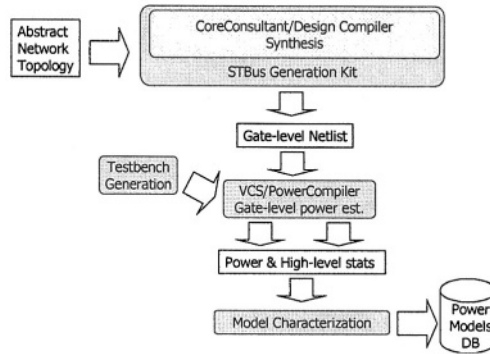 Abstract
Network
Topology
CoreConsultant/Design Compiler
Synthesis
STBus Generation Kit
Gate-level Netlist
Testbench
Generation
VCS/PowerCompiler
Gate-level power est.
Power & High-level stats
Model Characterization
Power
Models
DB